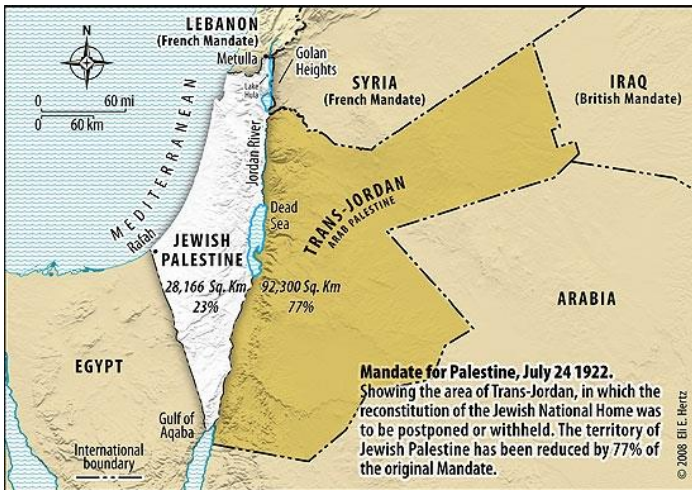 LEBANON
(French Mandate)
Metulla
Golan
Heights
N
Lake
Hula
SYRIA
(French Mandate)
IRAQ
(British Mandate)
0 60 mi
0 60 km
MEDITERRANEAN
Jordan River
Rafah
Dead
Sea
TRANS-JORDAN
ARAB PALESTINE
JEWISH
PALESTINE
28,166 Sq. Km
23%
92,300 Sq. Km
77%
ARABIA
EGYPT
Gulf of
Aqaba
International
boundary
Mandate for Palestine, July 24 1922.
Showing the area of Trans-Jordan, in which the
reconstitution of the Jewish National Home was
to be postponed or withheld. The territory of
Jewish Palestine has been reduced by 77% of
the original Mandate.
© 2008 Eli E. Hertz